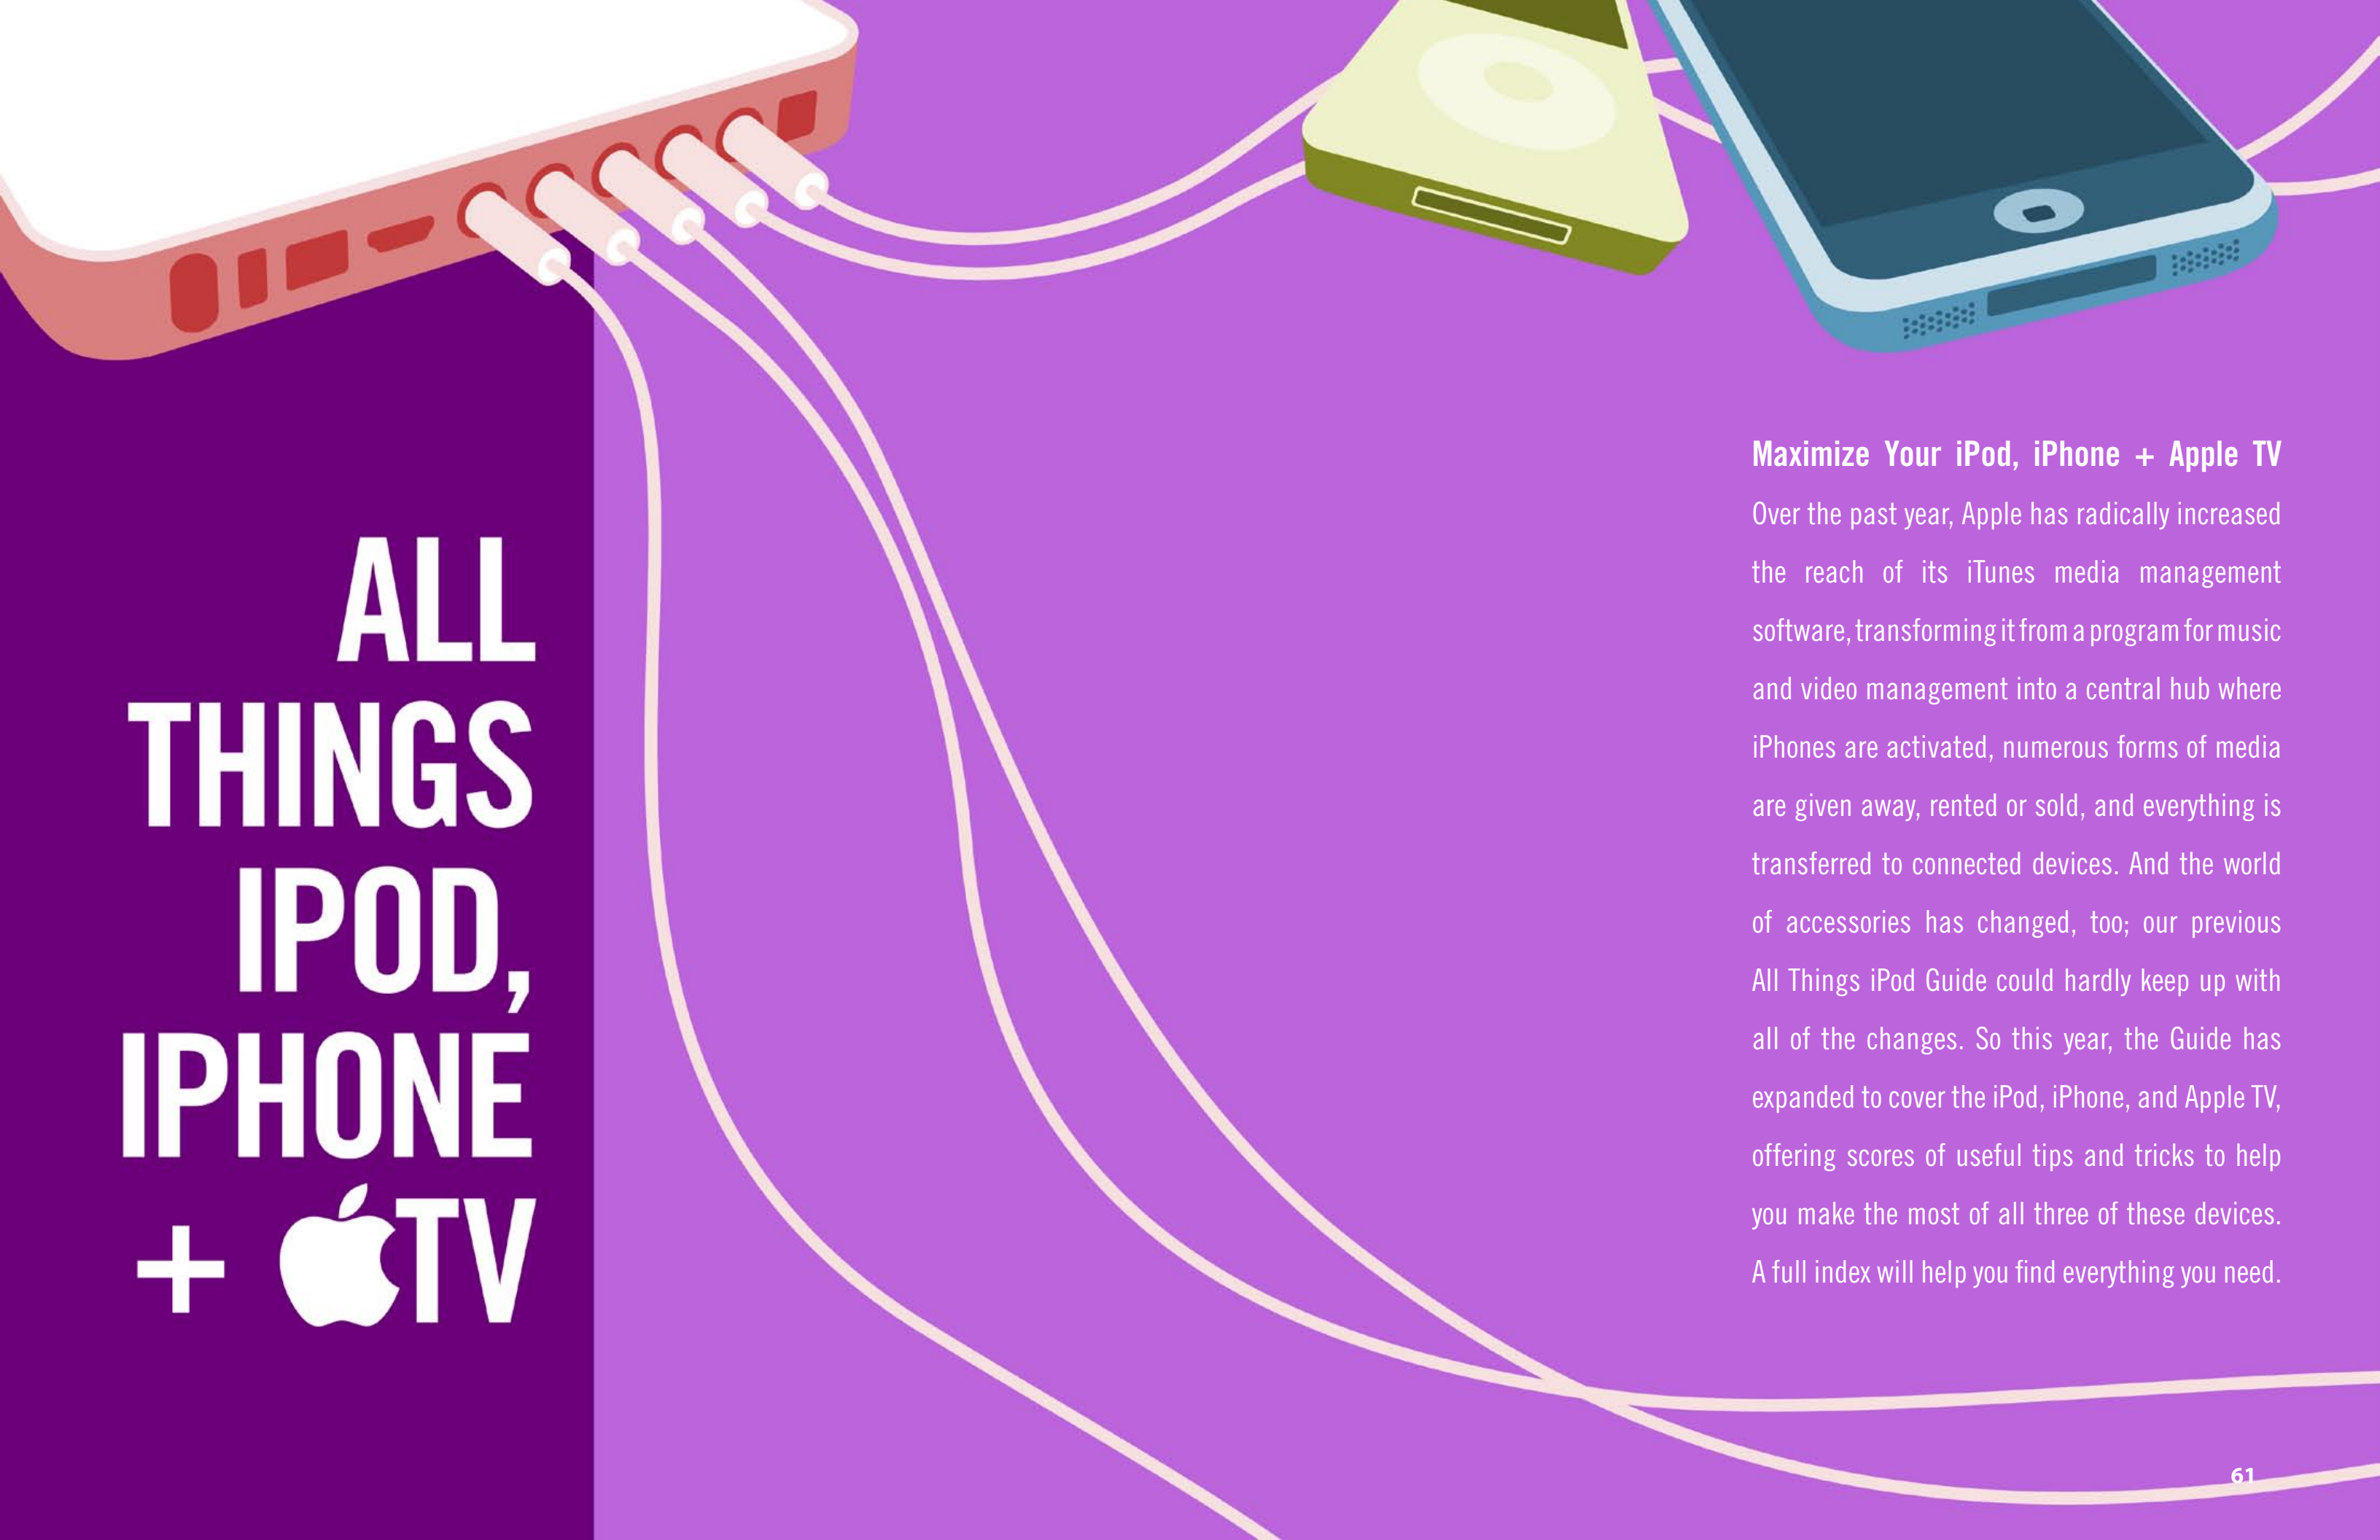 ALL
THINGS
IPOD,
IPHONE
+ TV
Maximize Your iPod, iPhone + Apple TV
Over the past year, Apple has radically increased
the reach of its iTunes media management
software, transforming it from a program for music
and video management into a central hub where
iPhones are activated, numerous forms of media
are given away, rented or sold, and everything is
transferred to connected devices. And the world
of accessories has changed, too; our previous
All Things iPod Guide could hardly keep up with
all of the changes. So this year, the Guide has
expanded to cover the iPod, iPhone, and Apple TV,
offering scores of useful tips and tricks to help
you make the most of all three of these devices.
A full index will help you find everything you need.
61